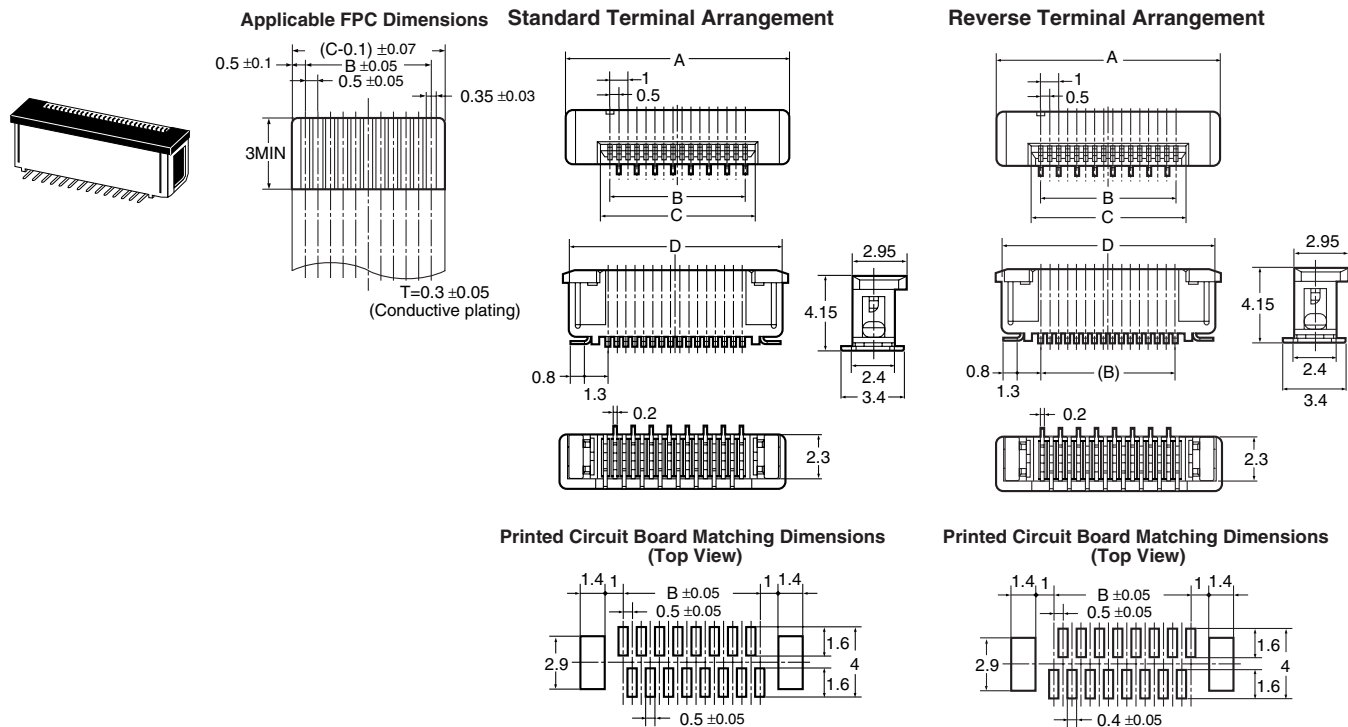 Applicable FPC Dimensions
(C-0.1) ±0.07
0.5 ±0.1
B ±0.05
0.5 ±0.05
0.35 ±0.03
3MIN
T=0.3 ±0.05
(Conductive plating)
Standard Terminal Arrangement
A
1
0.5
B
C
D
2.95
4.15
0.8
1.3
2.4
3.4
0.2
2.3
Printed Circuit Board Matching Dimensions
(Top View)
1.4
1
B ±0.05
1
1.4
0.5 ±0.05
2.9
1.6
4
1.6
0.5 ±0.05
Reverse Terminal Arrangement
A
1
0.5
B
C
D
2.95
4.15
0.8
1.3
(B)
2.4
3.4
0.2
2.3
Printed Circuit Board Matching Dimensions
(Top View)
1.4
1
B ±0.05
1
1.4
0.5 ±0.05
2.9
1.6
4
1.6
0.4 ±0.05